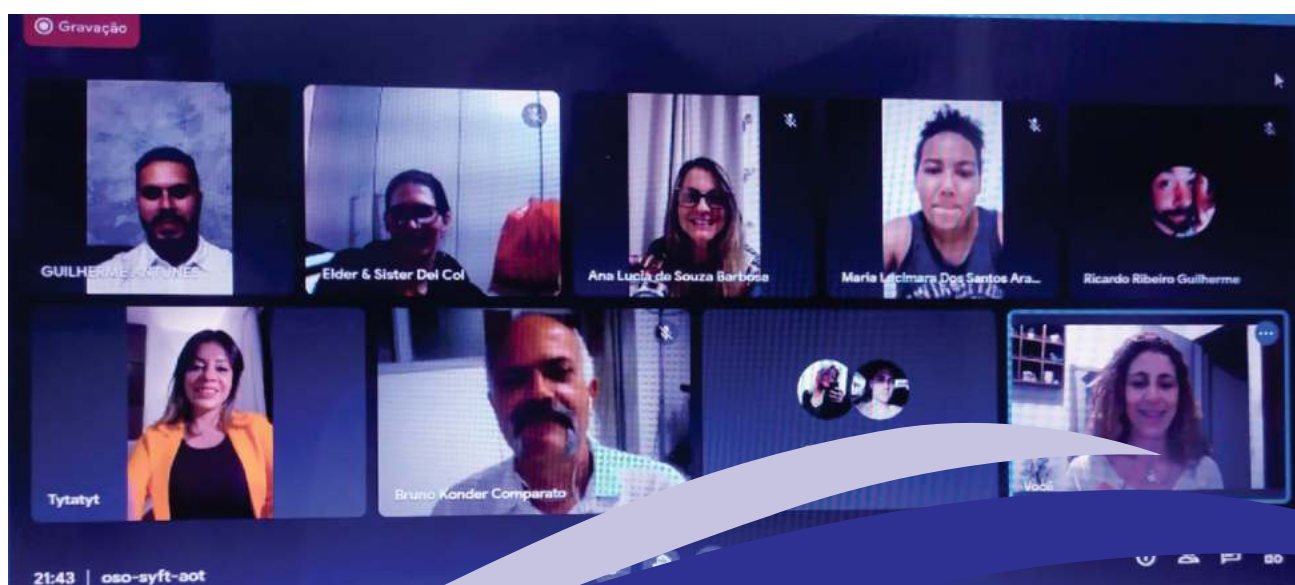 Gravação
GUILHERME ANTUNES
Elder & Sister Del Col
Ana Lucia de Souza Barbosa
Maria Lucimara Dos Santos Ara...
Ricardo Ribeiro Guilherme
Tytatyt
Bruno Konder Comparato
Você
21:43 | oso-syft-aot